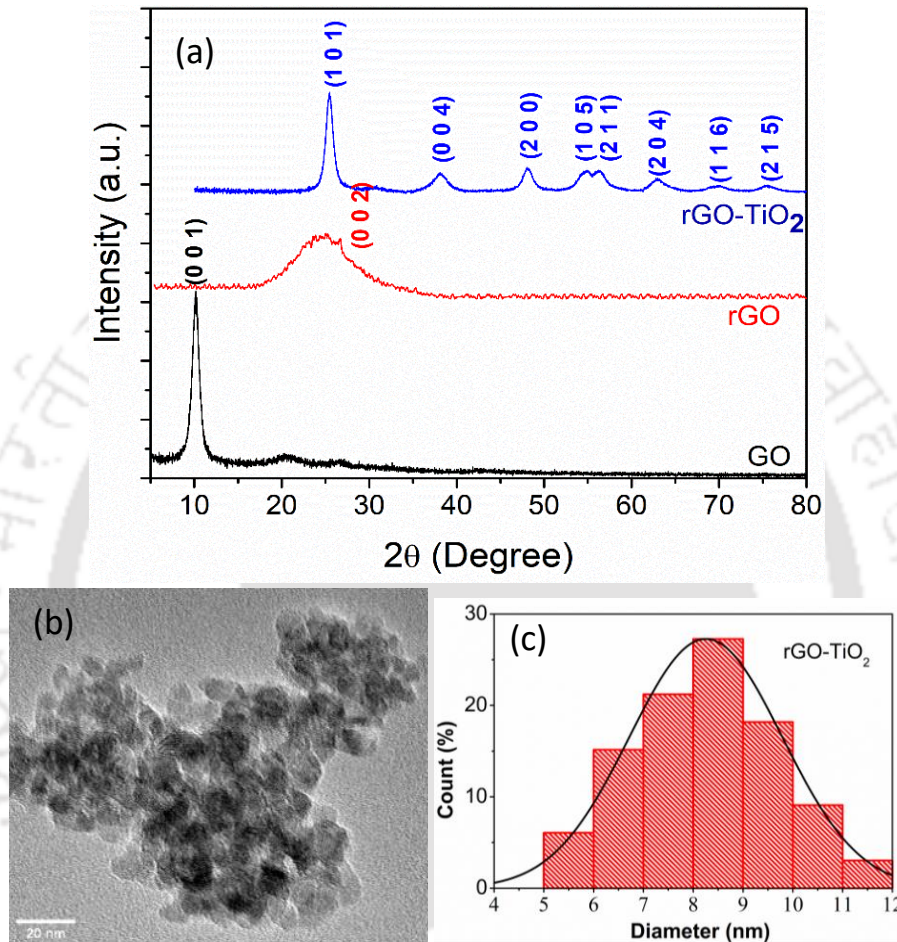 (a)
Intensity (a.u.)
(1 0 1)
(0 0 4)
(2 0 0)
(1 0 5)
(2 1 1)
(2 0 4)
(1 1 6)
(2 1 5)
rGO-TiO2
(0 0 2)
rGO
(0 0 1)
GO
10 20 30 40 50 60 70 80
2θ (Degree)
(b)
20 nm
(c)
rGO-TiO2
Count (%)
30
20
10
0
4 5 6 7 8 9 10 11 12
Diameter (nm)